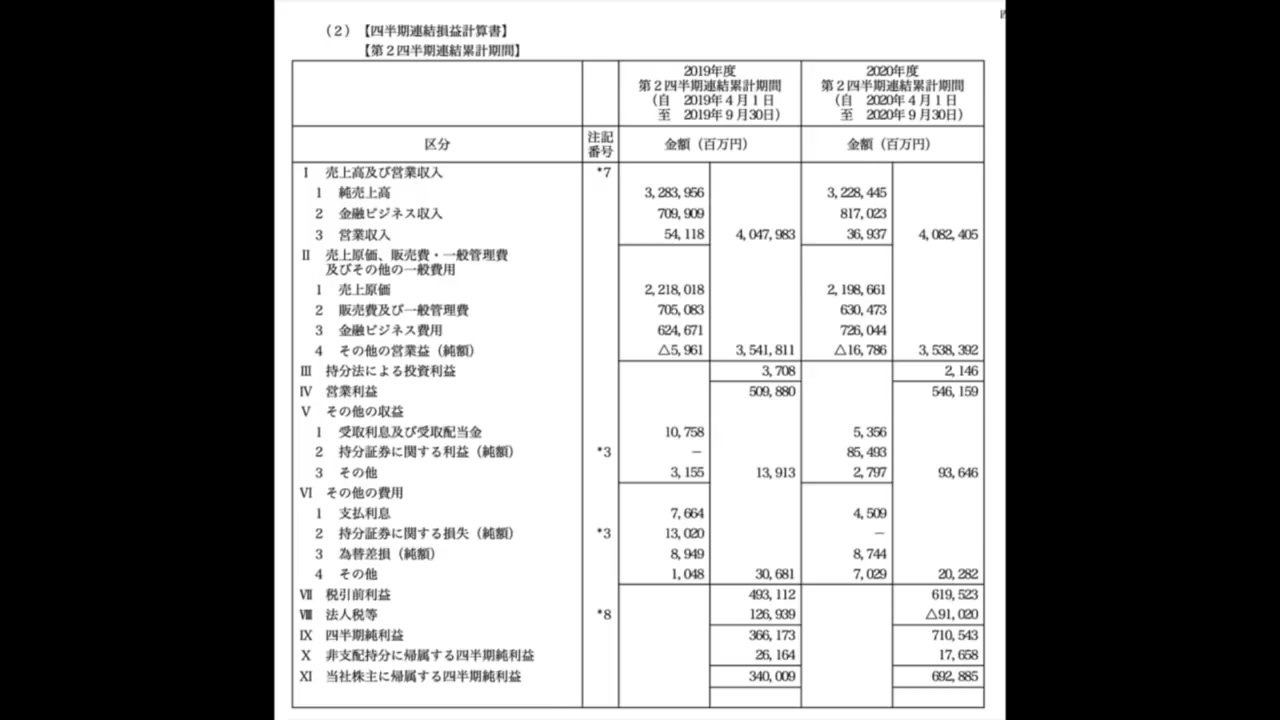 （２）【四半期連結損益計算書】
【第２四半期連結累計期間】
2019年度 2020年度
第２四半期連結累計期間 第２四半期連結累計期間
（自　2019年４月１日 （自　2020年４月１日
至　2019年９月30日） 至　2020年９月30日）
区分 注記番号 金額（百万円） 金額（百万円）
Ⅰ 売上高及び営業収入 *7
1 純売上高 3,283,956 3,228,445
2 金融ビジネス収入 709,909 817,023
3 営業収入 54,118 4,047,983 36,937 4,082,405
Ⅱ 売上原価、販売費・一般管理費
及びその他の一般費用
1 売上原価 2,218,018 2,198,661
2 販売費及び一般管理費 705,083 630,473
3 金融ビジネス費用 624,671 726,044
4 その他の営業益（純額） △5,961 3,541,811 △16,786 3,538,392
Ⅲ 持分法による投資利益 3,708 2,146
Ⅳ 営業利益 509,880 546,159
Ⅴ その他の収益
1 受取利息及び受取配当金 10,758 5,356
2 持分証券に関する利益（純額） *3 － 85,493
3 その他 3,155 13,913 2,797 93,646
Ⅵ その他の費用
1 支払利息 7,664 4,509
2 持分証券に関する損失（純額） *3 13,020 －
3 為替差損（純額） 8,949 8,744
4 その他 1,048 30,681 7,029 20,282
Ⅶ 税引前利益 493,112 619,523
Ⅷ 法人税等 *8 126,939 △91,020
Ⅸ 四半期純利益 366,173 710,543
Ⅹ 非支配持分に帰属する四半期純利益 26,164 17,658
Ⅺ 当社株主に帰属する四半期純利益 340,009 692,885